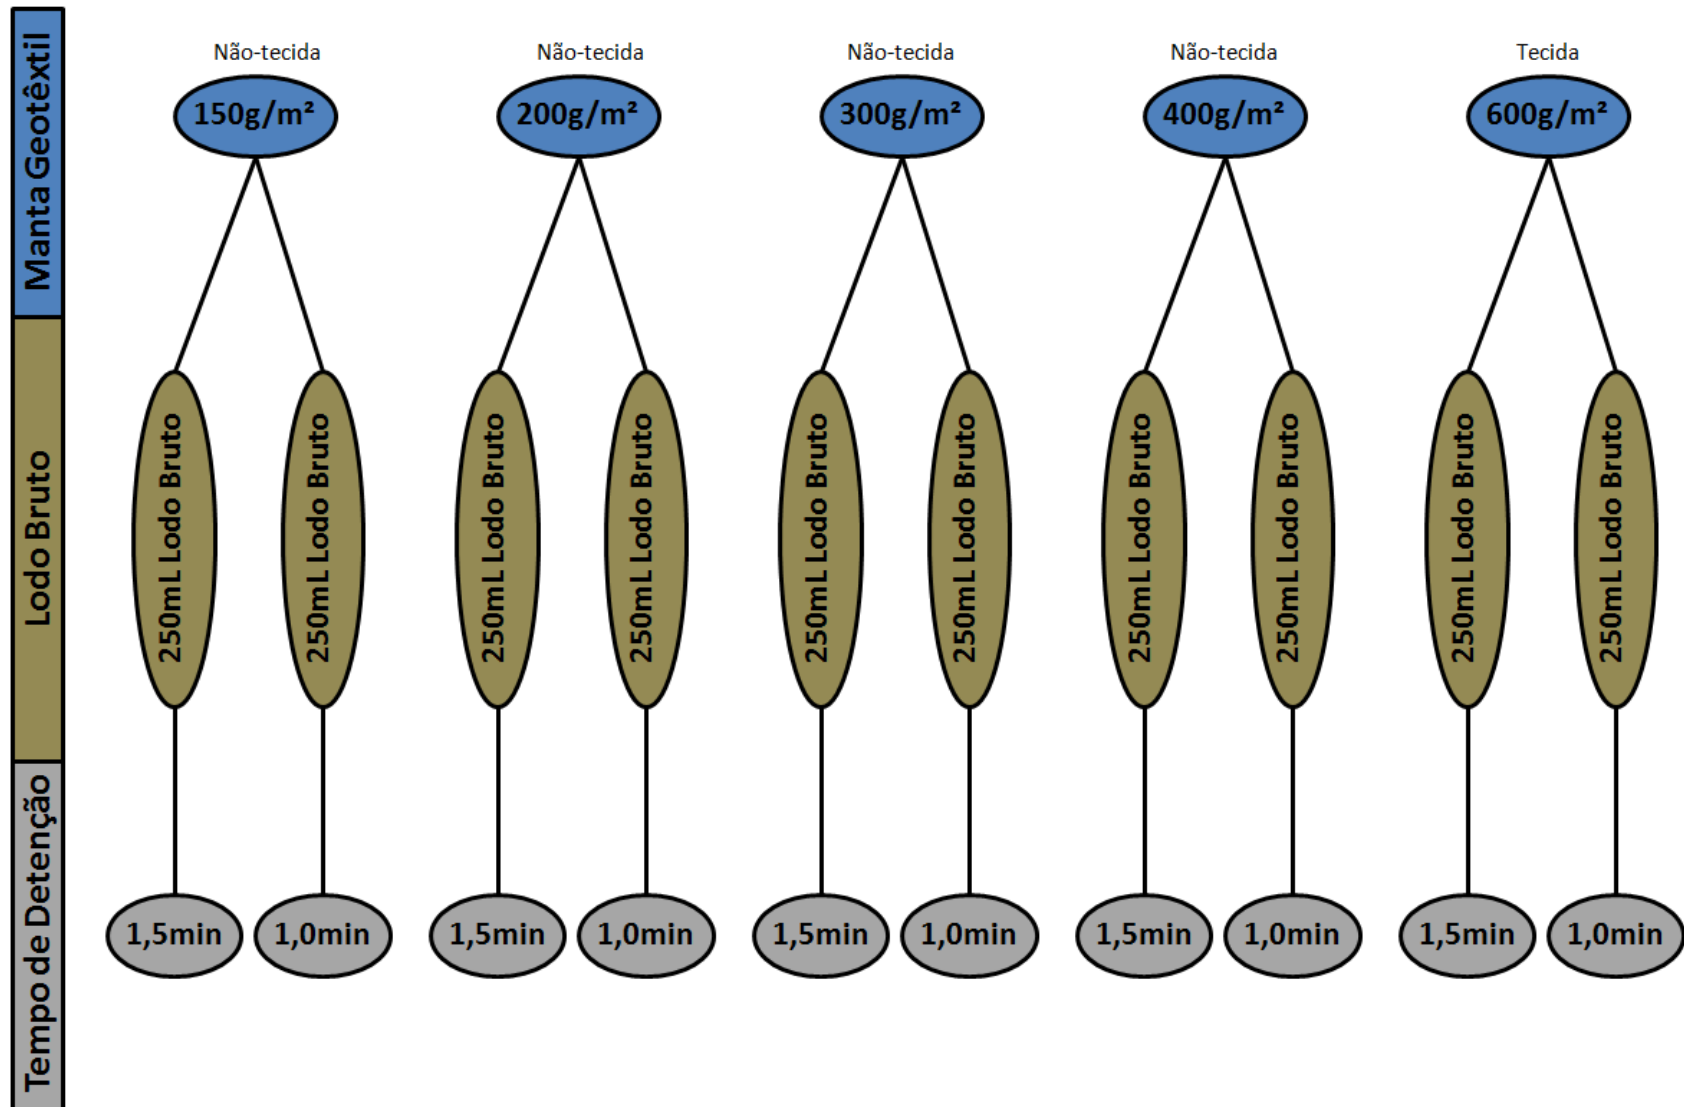 Manta Geotêxtil
Não-tecida
Não-tecida
Não-tecida
Não-tecida
Tecida
150g/m²
200g/m²
300g/m²
400g/m²
600g/m²
Lodo Bruto
250mL Lodo Bruto
250mL Lodo Bruto
250mL Lodo Bruto
250mL Lodo Bruto
250mL Lodo Bruto
250mL Lodo Bruto
250mL Lodo Bruto
250mL Lodo Bruto
250mL Lodo Bruto
250mL Lodo Bruto
Tempo de Detenção
1,5min
1,0min
1,5min
1,0min
1,5min
1,0min
1,5min
1,0min
1,5min
1,0min